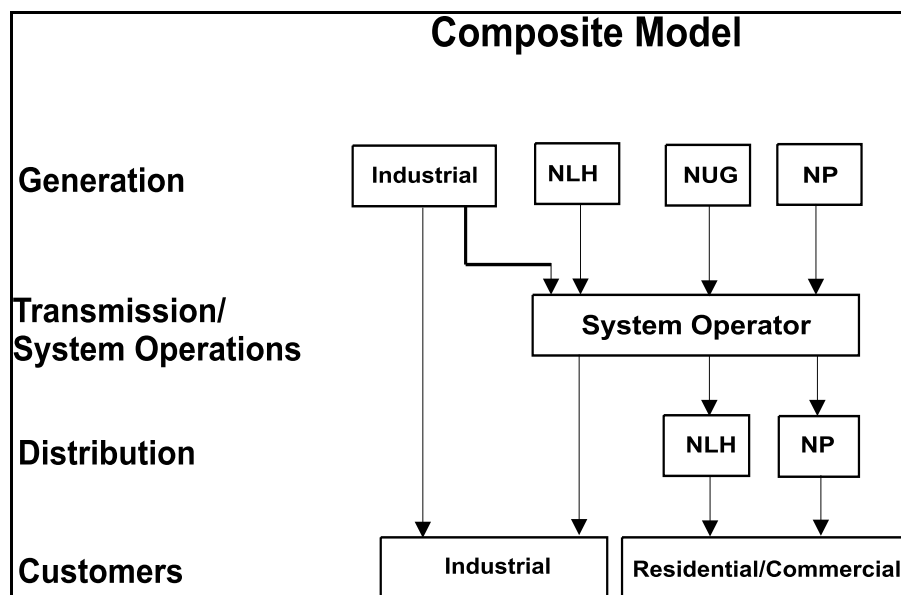 Composite Model
Generation
Industrial
NLH
NUG
NP
Transmission/
System Operations
System Operator
Distribution
NLH
NP
Customers
Industrial
Residential/Commercial